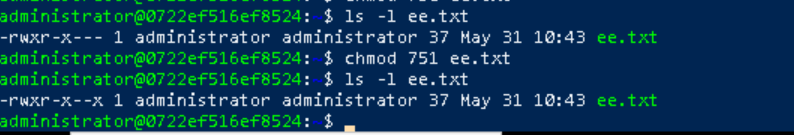 administrator@0722ef516ef8524:~$ ls -l ee.txt
-rwxr-x--- 1 administrator administrator 37 May 31 10:43 ee.txt
administrator@0722ef516ef8524:~$ chmod 751 ee.txt
administrator@0722ef516ef8524:~$ ls -l ee.txt
-rwxr-x--x 1 administrator administrator 37 May 31 10:43 ee.txt
administrator@0722ef516ef8524:~$